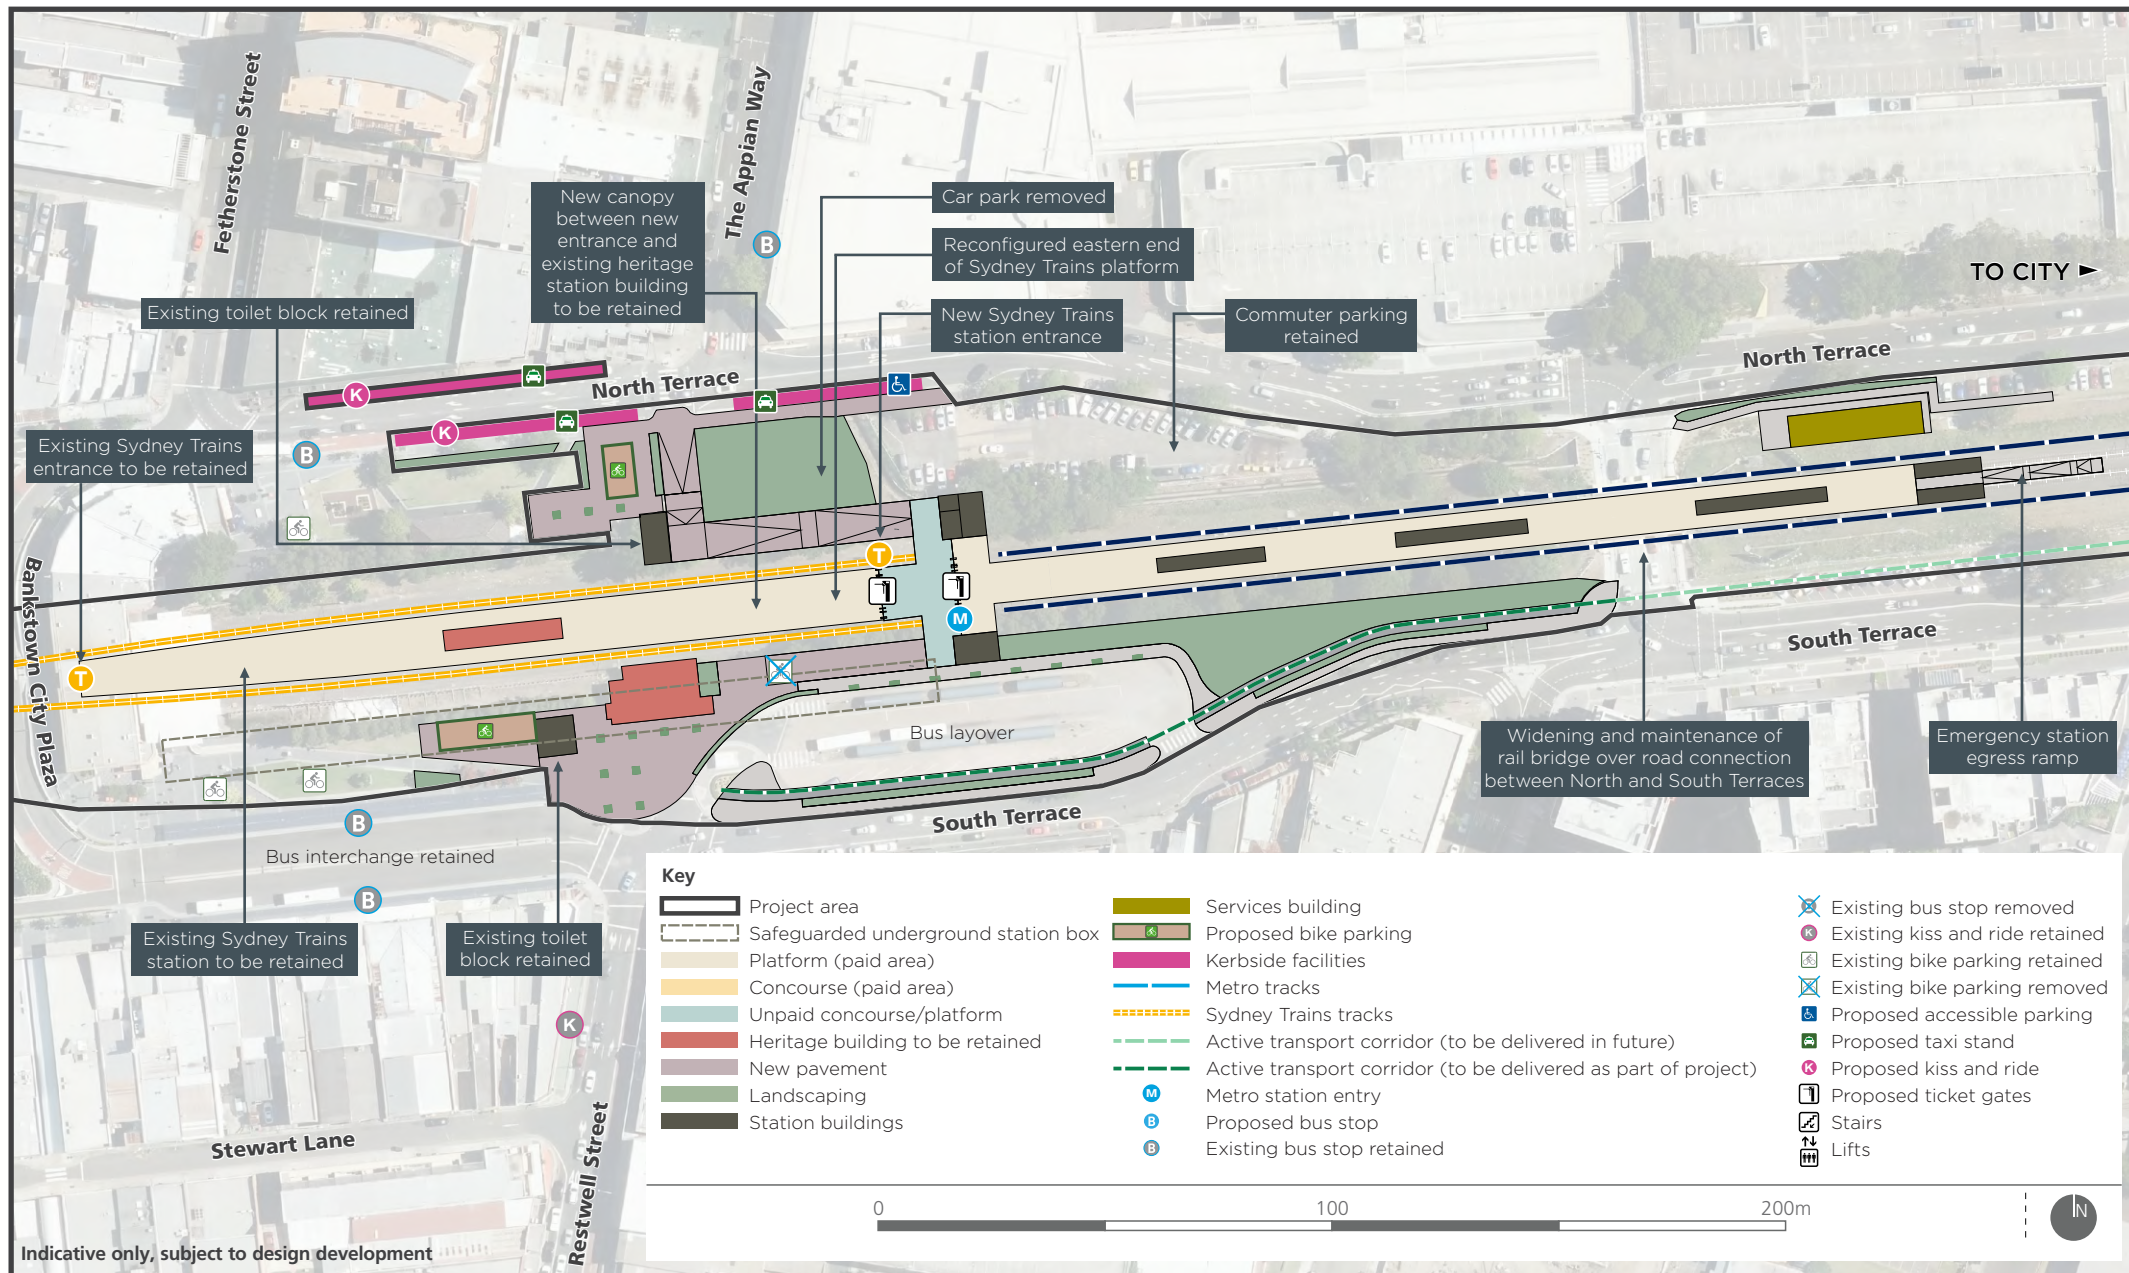 Fetherstone Street
The Appian Way
New canopy
between new
entrance and
existing heritage
station building
to be retained
Car park removed
Reconfigured eastern end
of Sydney Trains platform
New Sydney Trains
station entrance
Commuter parking
retained
TO CITY
Existing toilet block retained
B
North Terrace
North Terrace
K
K
Existing Sydney Trains
entrance to be retained
B
T
T
M
Bankstown City Plaza
South Terrace
Bus layover
South Terrace
Widening and maintenance of
rail bridge over road connection
between North and South Terraces
Emergency station
egress ramp
B
Bus interchange retained
B
Existing Sydney Trains
station to be retained
Existing toilet
block retained
K
Stewart Lane
Restwell Street
Key
Project area
Safeguarded underground station box
Platform (paid area)
Concourse (paid area)
Unpaid concourse/platform
Heritage building to be retained
New pavement
Landscaping
Station buildings
Services building
Proposed bike parking
Kerbside facilities
Metro tracks
Sydney Trains tracks
Active transport corridor (to be delivered in future)
Active transport corridor (to be delivered as part of project)
M Metro station entry
B Proposed bus stop
B Existing bus stop retained
Existing bus stop removed
K Existing kiss and ride retained
Existing bike parking retained
Existing bike parking removed
Proposed accessible parking
Proposed taxi stand
K Proposed kiss and ride
Proposed ticket gates
Stairs
Lifts
0 100 200m
N
Indicative only, subject to design development